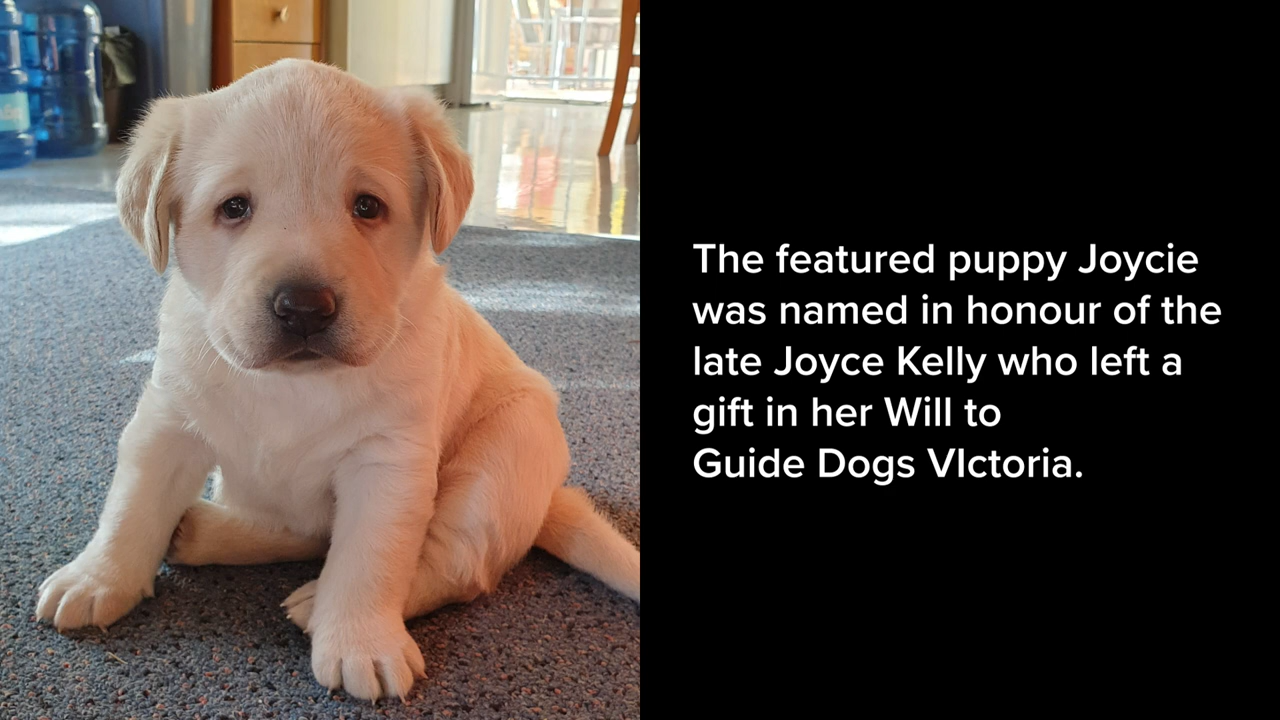 The featured puppy Joycie
was named in honour of the
late Joyce Kelly who left a
gift in her Will to
Guide Dogs VIctoria.